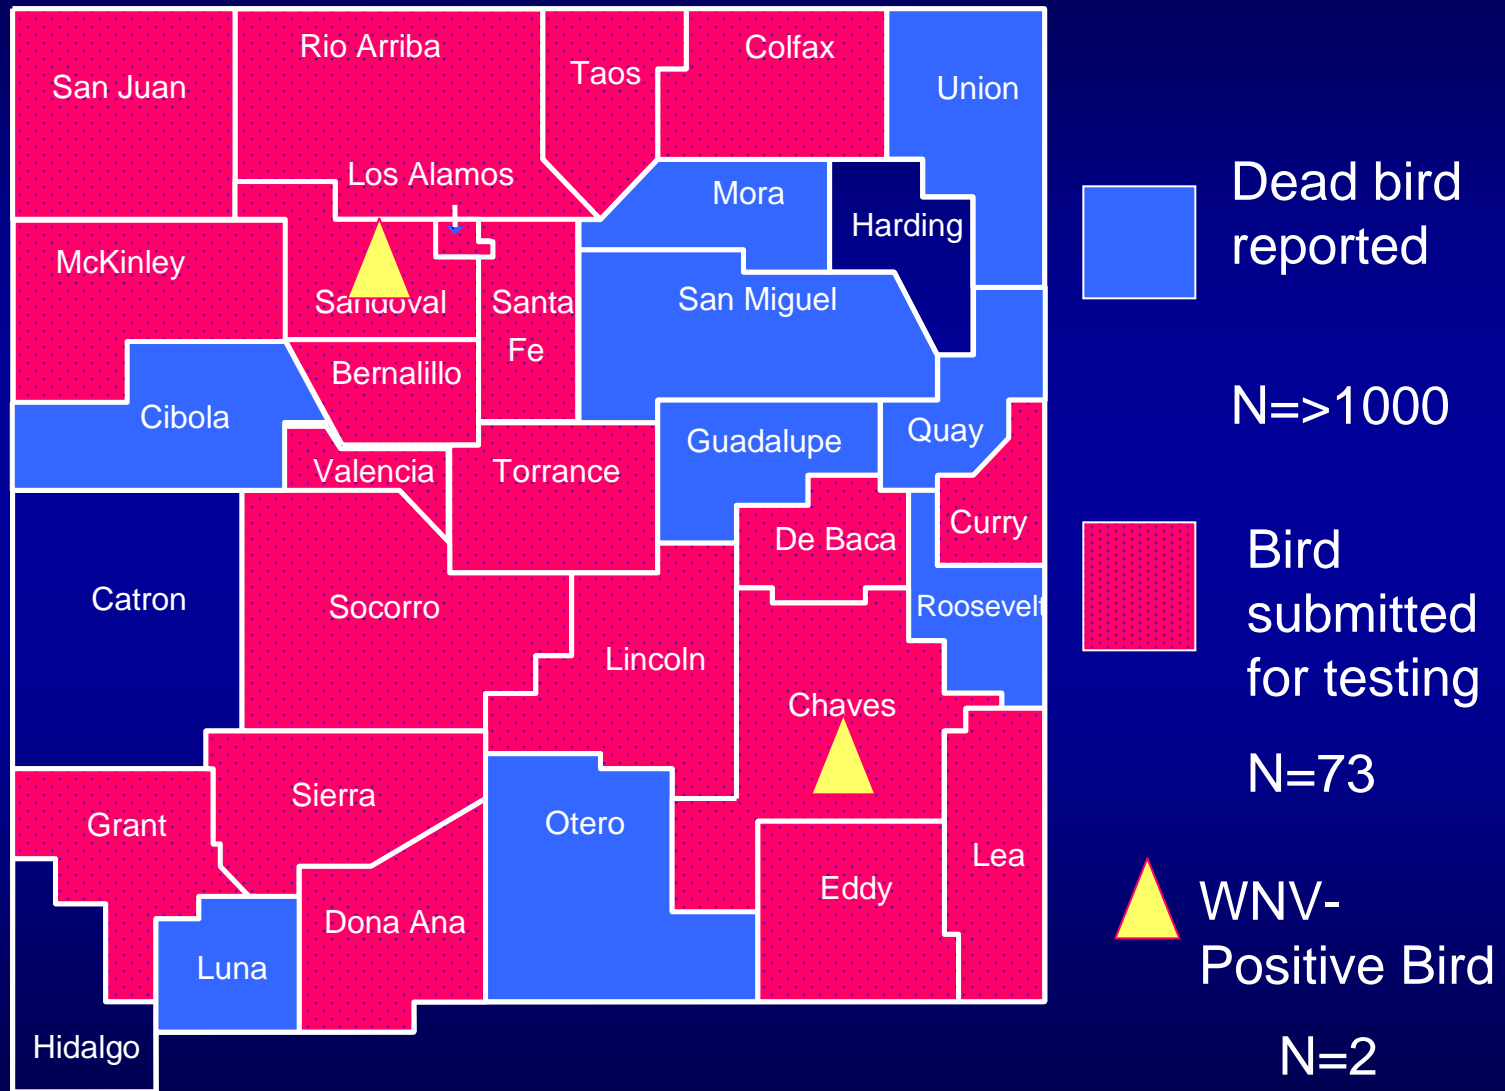 Rio Arriba
Colfax
Taos
San Juan
Union
Los Alamos
Mora
Harding
McKinley
Sandoval
Santa
Fe
San Miguel
Bernalillo
Cibola
Guadalupe
Quay
Valencia
Torrance
Curry
De Baca
Catron
Socorro
Roosevelt
Lincoln
Chaves
Sierra
Grant
Otero
Lea
Eddy
Dona Ana
Luna
Hidalgo
Dead bird
reported
N=>1000
Bird
submitted
for testing
N=73
WNV-
Positive Bird
N=2